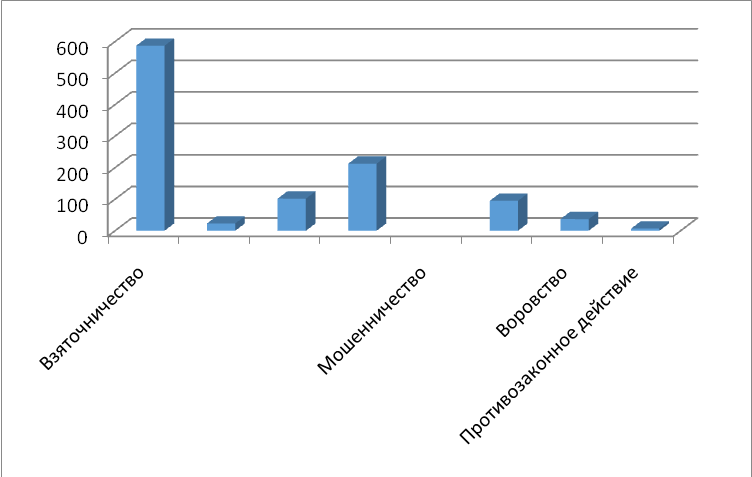 600
500
400
300
200
100
0
Взяточничество
Мошенничество
Воровство
Противозаконное действие